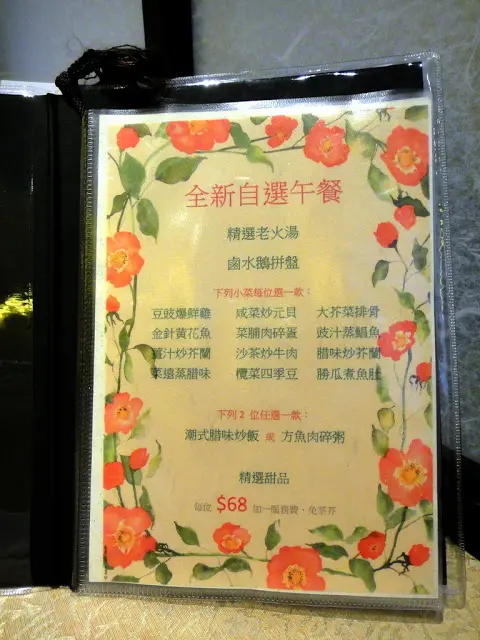 全新自選午餐
精選老火湯
鹵水鵝拼盤
下列小菜每位選一款：
豆豉爆鮮雞 咸菜炒元貝 大芥菜排骨
金針黃花魚 菜脯肉碎蛋 豉汁蒸鯧魚
薑汁炒芥蘭 沙茶炒牛肉 腊味炒芥蘭
菜遠蒸腊味 欖菜四季豆 勝瓜煮魚肚
下列 2 位任選一款：
潮式腊味炒飯 或 方魚肉碎粥
精選甜品
每位 $68 加一服務費，免茶芥